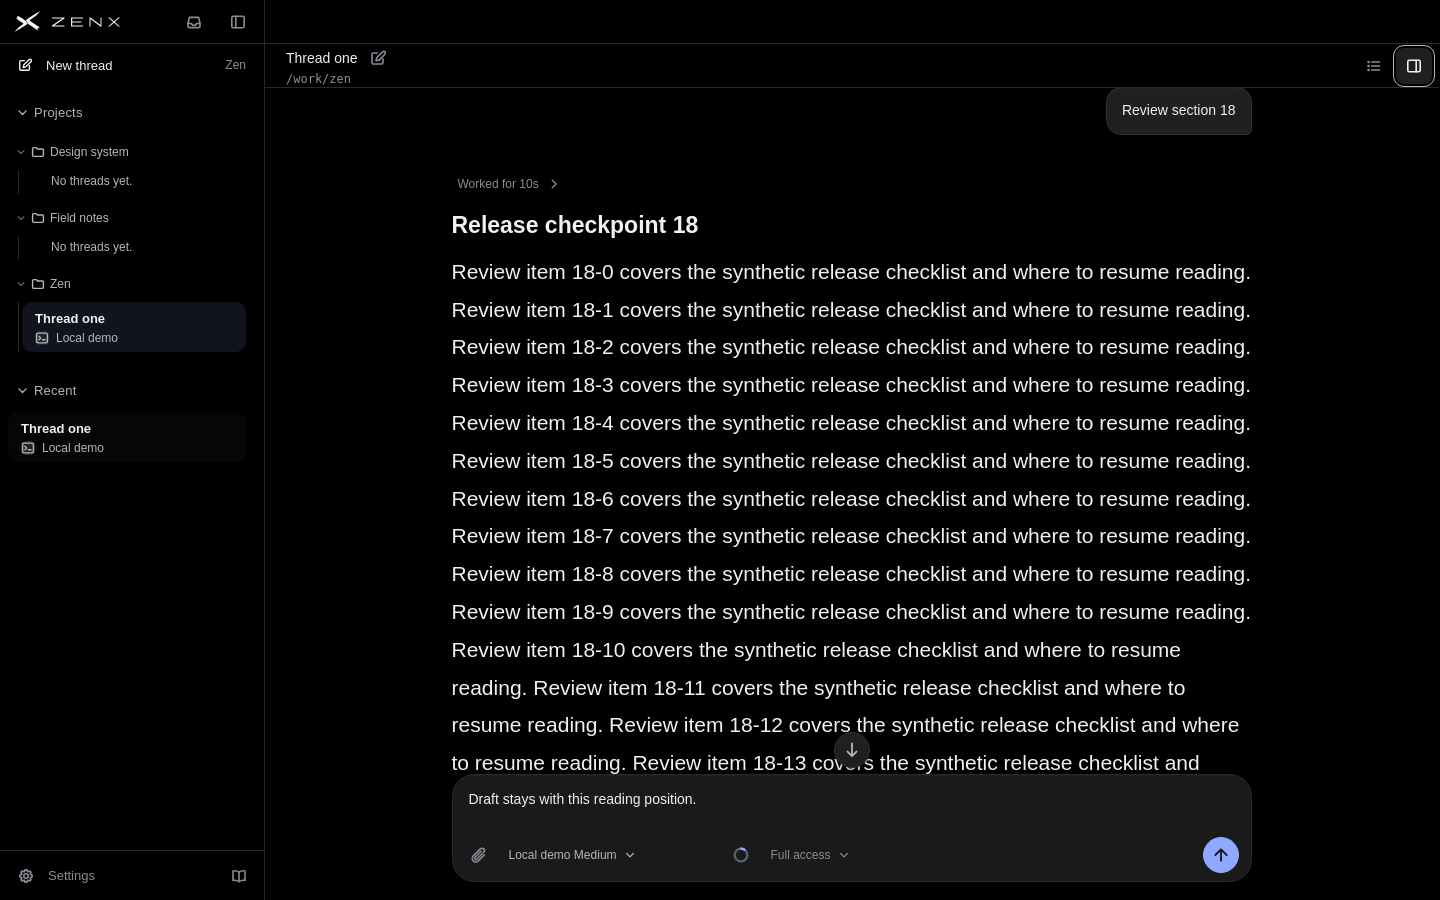 ZENX
New thread
Zen
Projects
Design system
No threads yet.
Field notes
No threads yet.
Zen
Thread one
Local demo
Recent
Thread one
Local demo
Settings
Thread one
/work/zen
Review section 18
Worked for 10s
Release checkpoint 18
Review item 18-0 covers the synthetic release checklist and where to resume reading.
Review item 18-1 covers the synthetic release checklist and where to resume reading.
Review item 18-2 covers the synthetic release checklist and where to resume reading.
Review item 18-3 covers the synthetic release checklist and where to resume reading.
Review item 18-4 covers the synthetic release checklist and where to resume reading.
Review item 18-5 covers the synthetic release checklist and where to resume reading.
Review item 18-6 covers the synthetic release checklist and where to resume reading.
Review item 18-7 covers the synthetic release checklist and where to resume reading.
Review item 18-8 covers the synthetic release checklist and where to resume reading.
Review item 18-9 covers the synthetic release checklist and where to resume reading.
Review item 18-10 covers the synthetic release checklist and where to resume
reading. Review item 18-11 covers the synthetic release checklist and where to
resume reading. Review item 18-12 covers the synthetic release checklist and where
to resume reading. Review item 18-13 covers the synthetic release checklist and
Draft stays with this reading position.
Local demo Medium
Full access